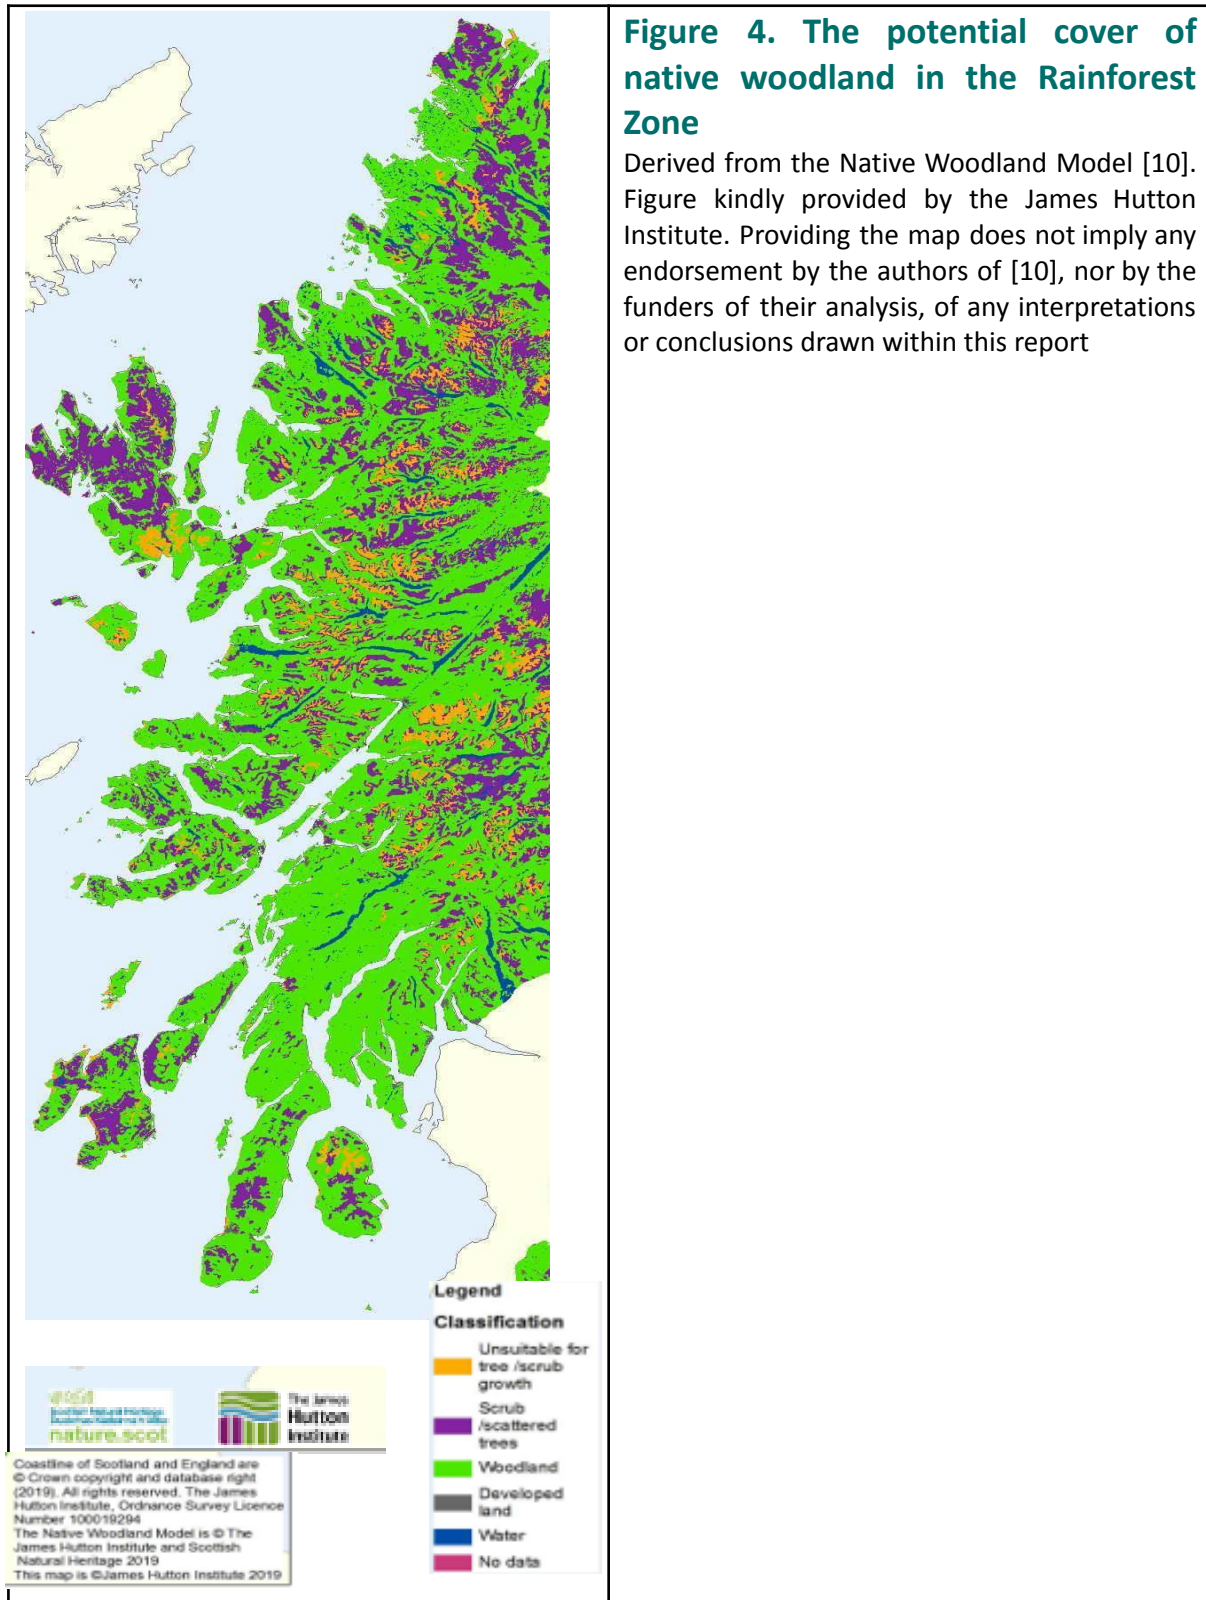 Figure 4. The potential cover of
native woodland in the Rainforest
Zone
Derived from the Native Woodland Model [10].
Figure kindly provided by the James Hutton
Institute. Providing the map does not imply any
endorsement by the authors of [10], nor by the
funders of their analysis, of any interpretations
or conclusions drawn within this report
Legend
Classification
Unsuitable for
tree /scrub
growth
Scrub
/scattered
trees
Woodland
Developed
land
Water
No data
Scottish Natural Heritage
nature.scot
The James
Hutton
Institute
Coastline of Scotland and England are
© Crown copyright and database right
(2019). All rights reserved. The James
Hutton Institute, Ordnance Survey Licence
Number 100019294
The Native Woodland Model is © The
James Hutton Institute and Scottish
Natural Heritage 2019
This map is ©James Hutton Institute 2019